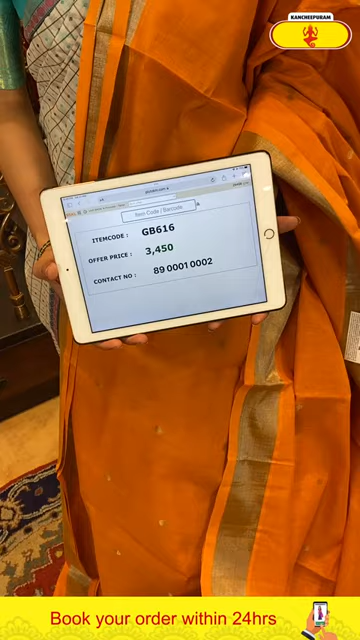 KANCHEEPURAM
Item Code / Barcode
ITEMCODE : GB616
OFFER PRICE : 3,450
CONTACT NO : 89 0001 0002
Book your order within 24hrs